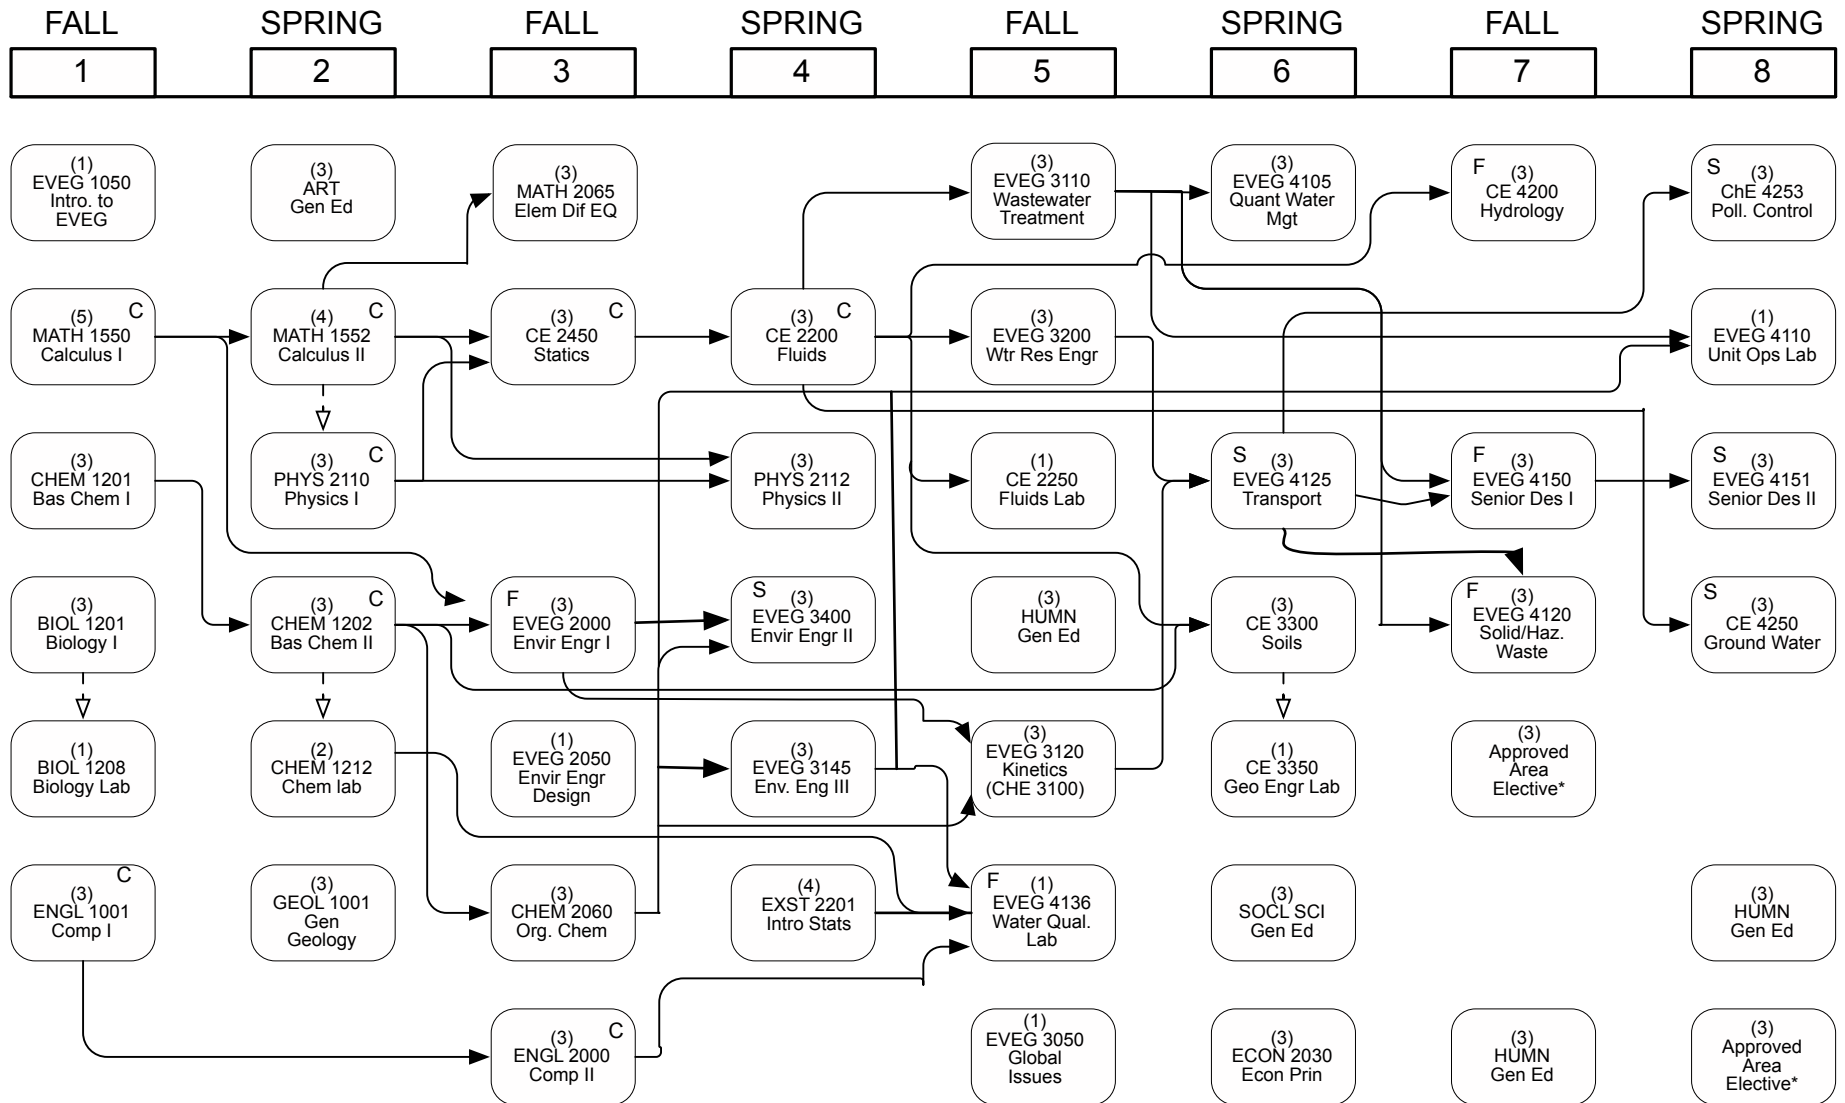 FALL
SPRING
FALL
SPRING
FALL
SPRING
FALL
SPRING
1
2
3
4
5
6
7
8
(1)
EVEG 1050
Intro. to
EVEG
(3)
ART
Gen Ed
(3)
MATH 2065
Elem Dif EQ
(3)
EVEG 3110
Wastewater
Treatment
(3)
EVEG 4105
Quant Water
Mgt
F
(3)
CE 4200
Hydrology
S
(3)
ChE 4253
Poll. Control
(5)
C
MATH 1550
Calculus I
(4)
C
MATH 1552
Calculus II
(3)
C
CE 2450
Statics
(3)
C
CE 2200
Fluids
(3)
EVEG 3200
Wtr Res Engr
(1)
EVEG 4110
Unit Ops Lab
(3)
CHEM 1201
Bas Chem I
(3)
C
PHYS 2110
Physics I
(3)
PHYS 2112
Physics II
(1)
CE 2250
Fluids Lab
S
(3)
EVEG 4125
Transport
F
(3)
EVEG 4150
Senior Des I
S
(3)
EVEG 4151
Senior Des II
(3)
BIOL 1201
Biology I
(3)
C
CHEM 1202
Bas Chem II
F
(3)
EVEG 2000
Envir Engr I
S
(3)
EVEG 3400
Envir Engr II
(3)
HUMN
Gen Ed
(3)
CE 3300
Soils
F
(3)
EVEG 4120
Solid/Haz.
Waste
S
(3)
CE 4250
Ground Water
(1)
BIOL 1208
Biology Lab
(2)
CHEM 1212
Chem lab
(1)
EVEG 2050
Envir Engr
Design
(3)
EVEG 3145
Env. Eng III
(3)
EVEG 3120
Kinetics
(CHE 3100)
(1)
CE 3350
Geo Engr Lab
(3)
Approved
Area
Elective*
C
(3)
ENGL 1001
Comp I
(3)
GEOL 1001
Gen
Geology
(3)
CHEM 2060
Org. Chem
(4)
EXST 2201
Intro Stats
F
(1)
EVEG 4136
Water Qual.
Lab
(3)
SOCL SCI
Gen Ed
(3)
HUMN
Gen Ed
(3)
C
ENGL 2000
Comp II
(1)
EVEG 3050
Global
Issues
(3)
ECON 2030
Econ Prin
(3)
HUMN
Gen Ed
(3)
Approved
Area
Elective*